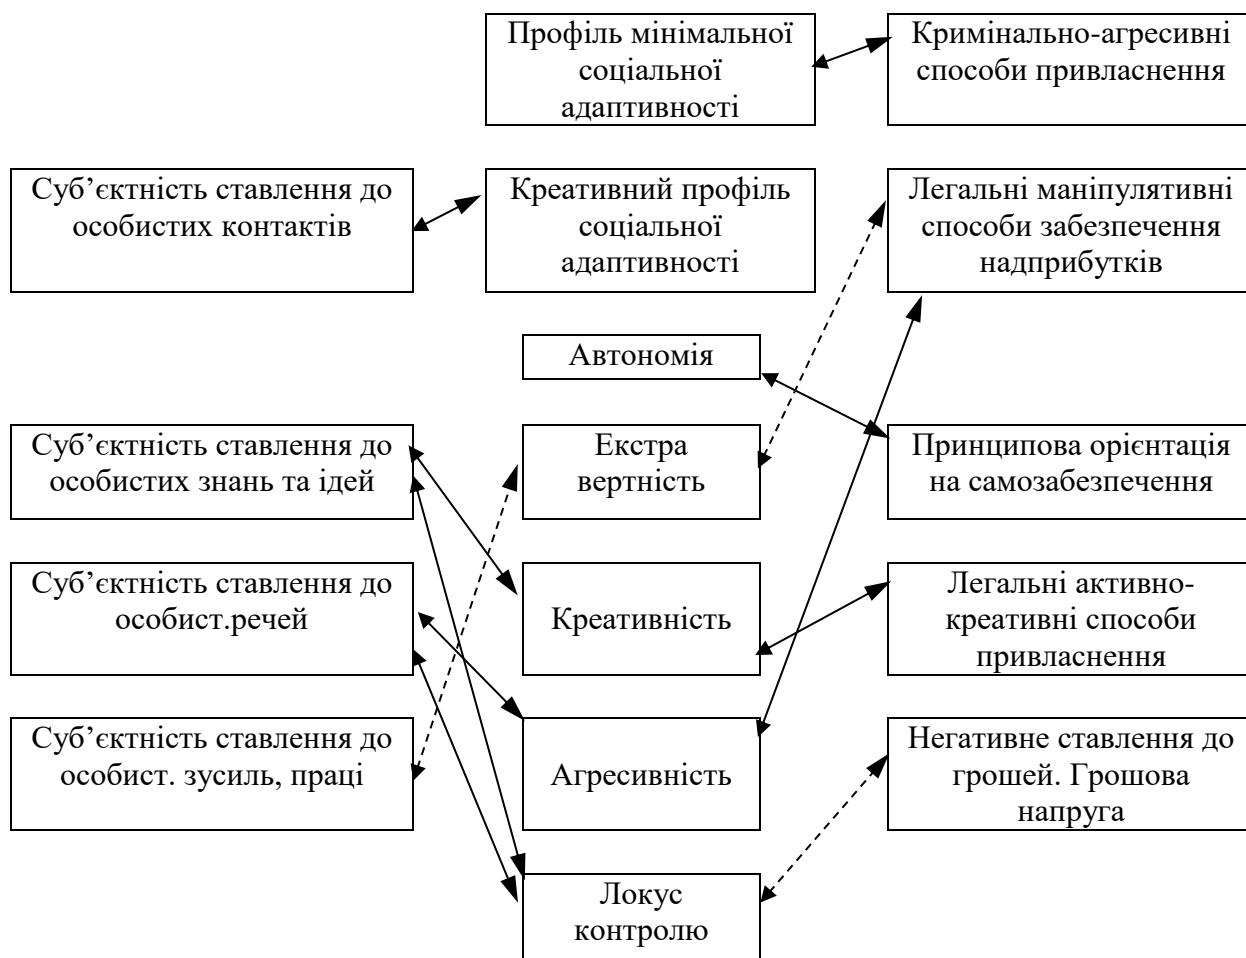 Профіль мінімальної
соціальної
адаптивності
Кримінально-агресивні
способи привласнення
Суб’єктність ставлення до
особистих контактів
Креативний профіль
соціальної
адаптивності
Легальні маніпулятивні
способи забезпечення
надприбутків
Автономія
Суб’єктність ставлення до
особистих знань та ідей
Екстра
вертність
Принципова орієнтація
на самозабезпечення
Суб’єктність ставлення до
особист.речей
Креативність
Легальні активно-
креативні способи
привласнення
Суб’єктність ставлення до
особист. зусиль, праці
Агресивність
Негативне ставлення до
грошей. Грошова
напруга
Локус
контролю